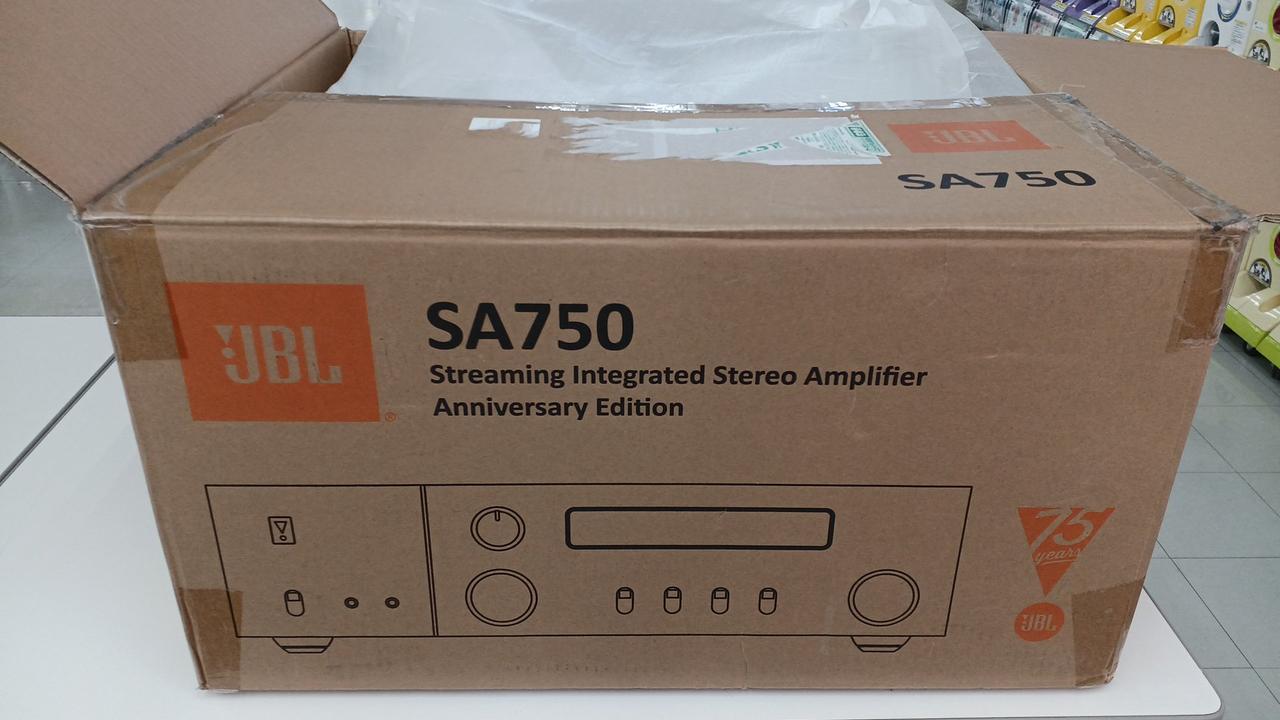 JBL
SA750
JBL
®
SA750
Streaming Integrated Stereo Amplifier
Anniversary Edition
75
years
JBL